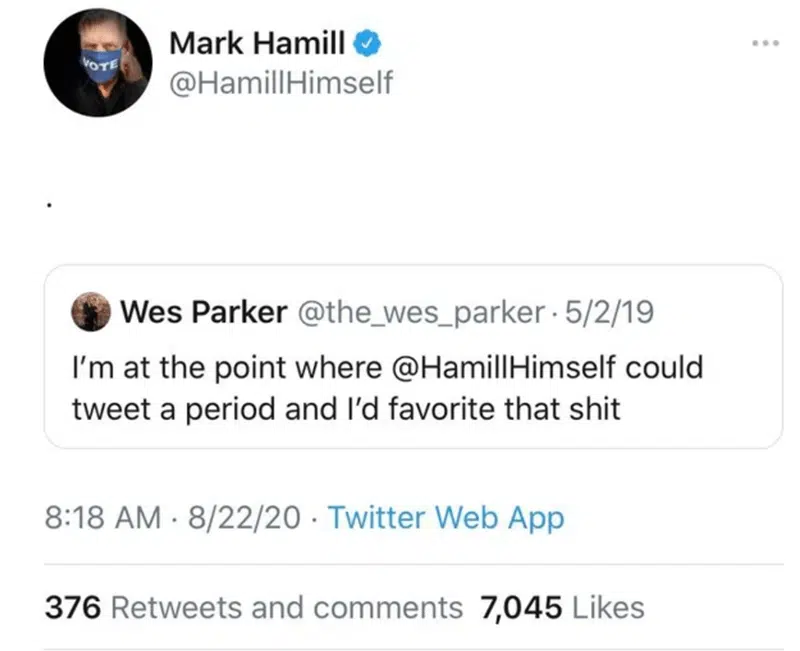 VOTE
Mark Hamill
@HamillHimself
.
Wes Parker @the_wes_parker · 5/2/19
I'm at the point where @HamillHimself could
tweet a period and I'd favorite that shit
8:18 AM · 8/22/20 · Twitter Web App
376 Retweets and comments 7,045 Likes